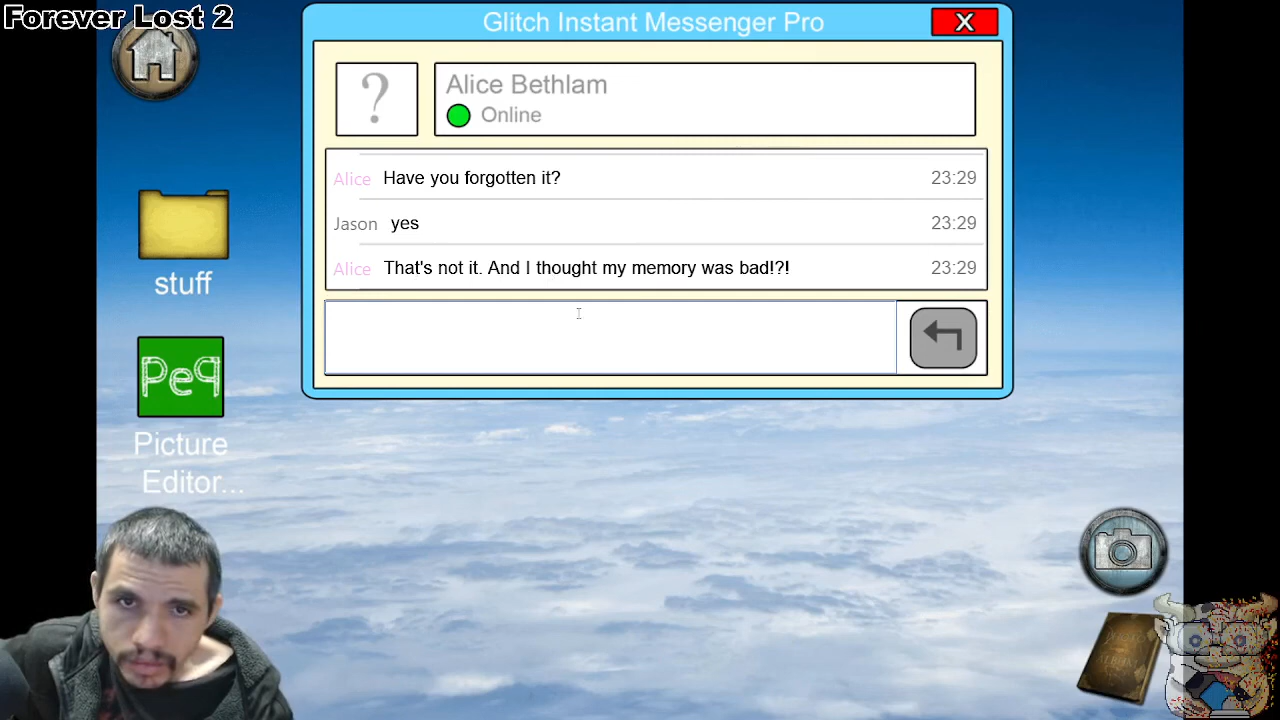 Forever Lost 2
Glitch Instant Messenger Pro
X
?
Alice Bethlam
Online
Alice Have you forgotten it? 23:29
Jason yes 23:29
Alice That's not it. And I thought my memory was bad!?! 23:29
stuff
Peq
Picture
Editor...